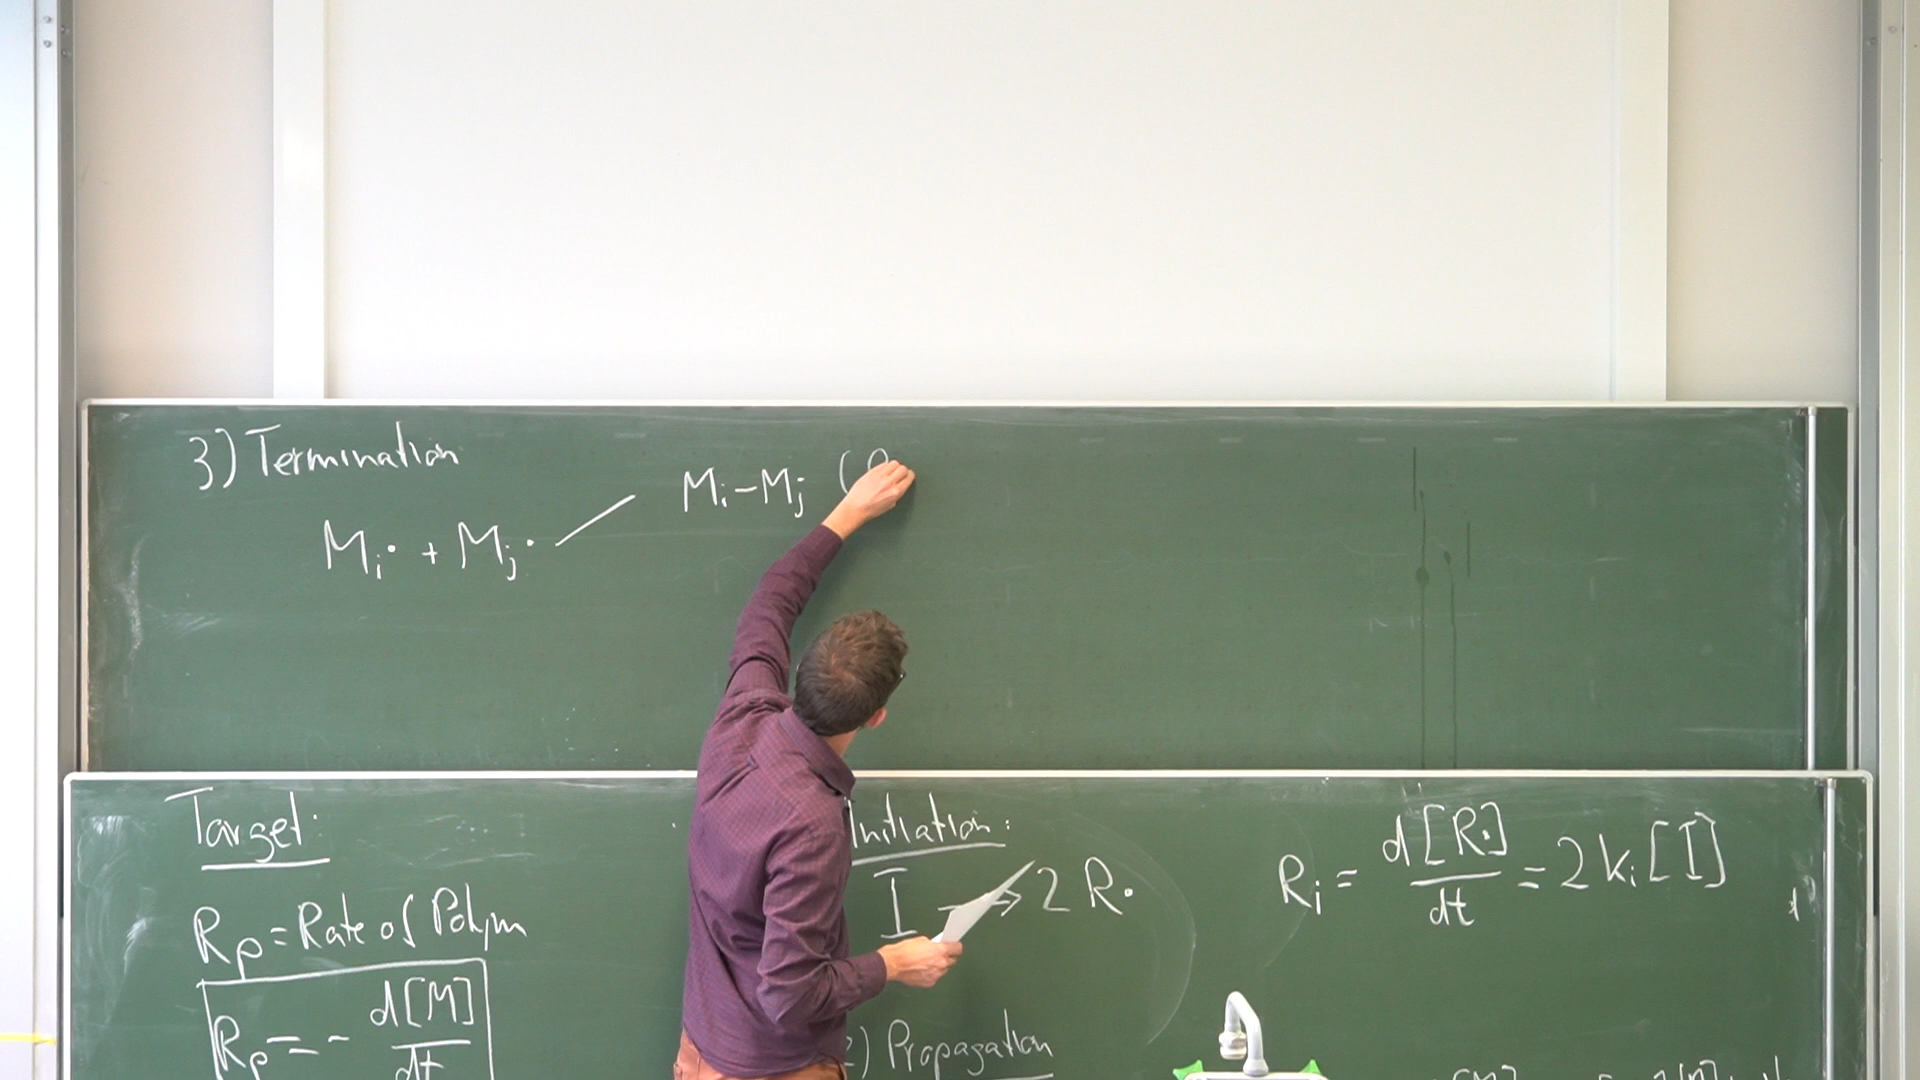 3) Termination
Mi• + Mj•
Mi-Mj (
Target:
Rp = Rate of Polym
Rp = - d[M]/dt
Initiation:
I → 2 R•
Ri = d[R•]/dt = 2 ki [I]
2) Propagation